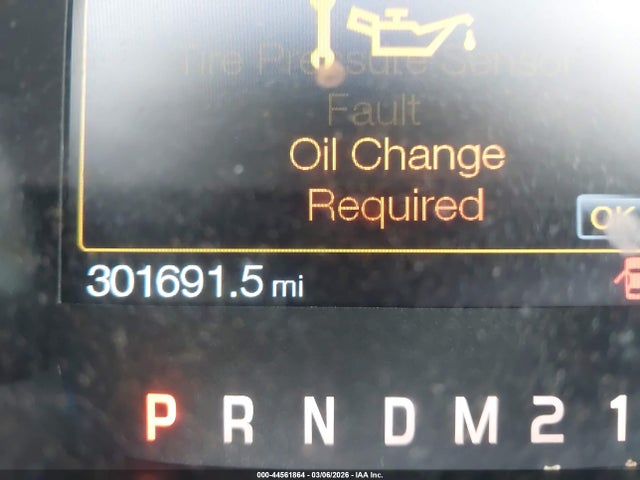 Tire Pressure Sensor
Fault
Oil Change
Required
OK
301691.5 mi
P R N D M 2 1
000-44561864 - 03/06/2026 - IAA Inc.